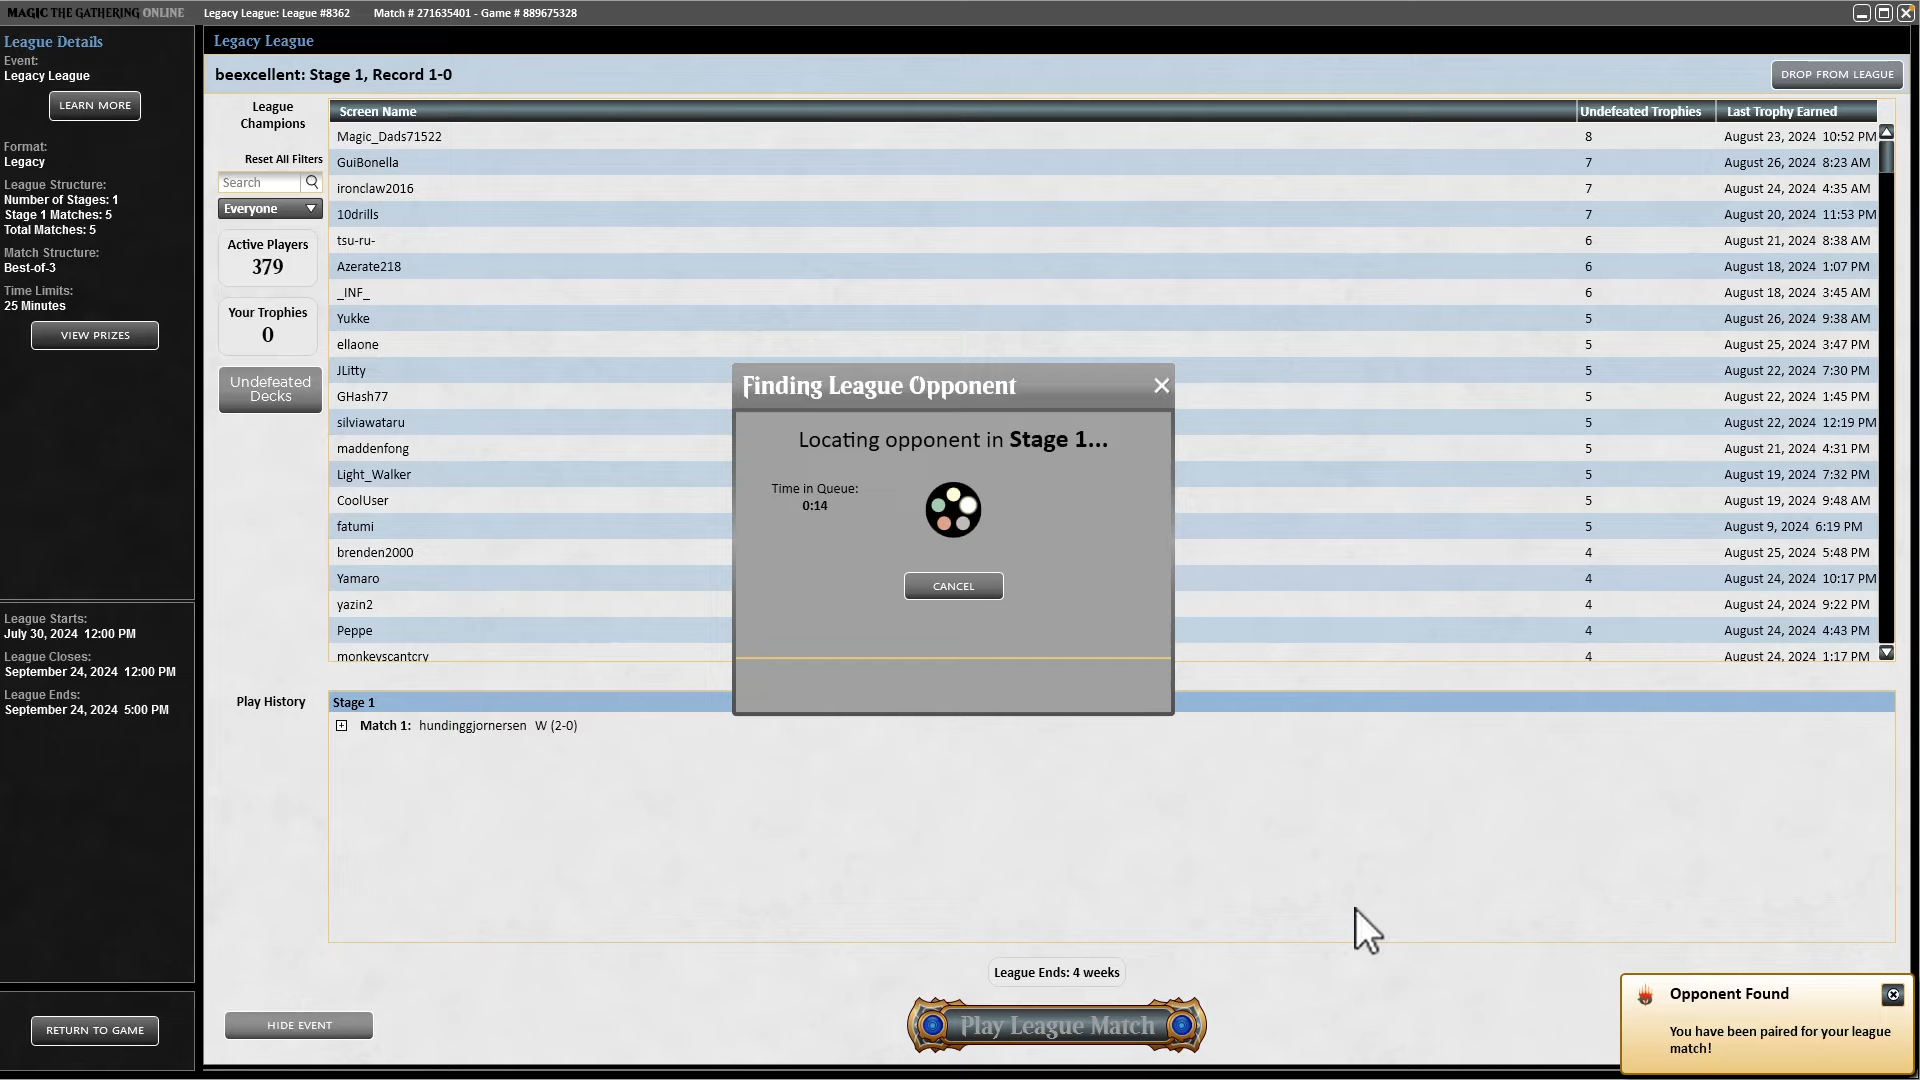 MAGIC THE GATHERING ONLINE
Legacy League: League #8362 Match # 271635401 - Game # 889675328
League Details
Event:
Legacy League
LEARN MORE
Format:
Legacy
League Structure:
Number of Stages: 1
Stage 1 Matches: 5
Total Matches: 5
Match Structure:
Best-of-3
Time Limits:
25 Minutes
VIEW PRIZES
League Starts:
July 30, 2024 12:00 PM
League Closes:
September 24, 2024 12:00 PM
League Ends:
September 24, 2024 5:00 PM
RETURN TO GAME
Legacy League
beexcellent: Stage 1, Record 1-0
DROP FROM LEAGUE
League
Champions
Reset All Filters
Search
Everyone
Active Players
379
Your Trophies
0
Undefeated
Decks
Screen Name Undefeated Trophies Last Trophy Earned
Magic_Dads71522 8 August 23, 2024 10:52 PM
GuiBonella 7 August 26, 2024 8:23 AM
ironclaw2016 7 August 24, 2024 4:35 AM
10drills 7 August 20, 2024 11:53 PM
tsu-ru- 6 August 21, 2024 8:38 AM
Azerate218 6 August 18, 2024 1:07 PM
_INF_ 6 August 18, 2024 3:45 AM
Yukke 5 August 26, 2024 9:38 AM
ellaone 5 August 25, 2024 3:47 PM
JLitty 5 August 22, 2024 7:30 PM
GHash77 5 August 22, 2024 1:45 PM
silviawataru 5 August 22, 2024 12:19 PM
maddenfong 5 August 21, 2024 4:31 PM
Light_Walker 5 August 19, 2024 7:32 PM
CoolUser 5 August 19, 2024 9:48 AM
fatumi 5 August 9, 2024 6:19 PM
brenden2000 4 August 25, 2024 5:48 PM
Yamaro 4 August 24, 2024 10:17 PM
yazin2 4 August 24, 2024 9:22 PM
Peppe 4 August 24, 2024 4:43 PM
monkeyscantcry 4 August 24, 2024 1:17 PM
Finding League Opponent
Locating opponent in Stage 1...
Time in Queue:
0:14
CANCEL
Play History
Stage 1
Match 1: hundinggjornersen W (2-0)
League Ends: 4 weeks
HIDE EVENT
Play League Match
Opponent Found
You have been paired for your league
match!